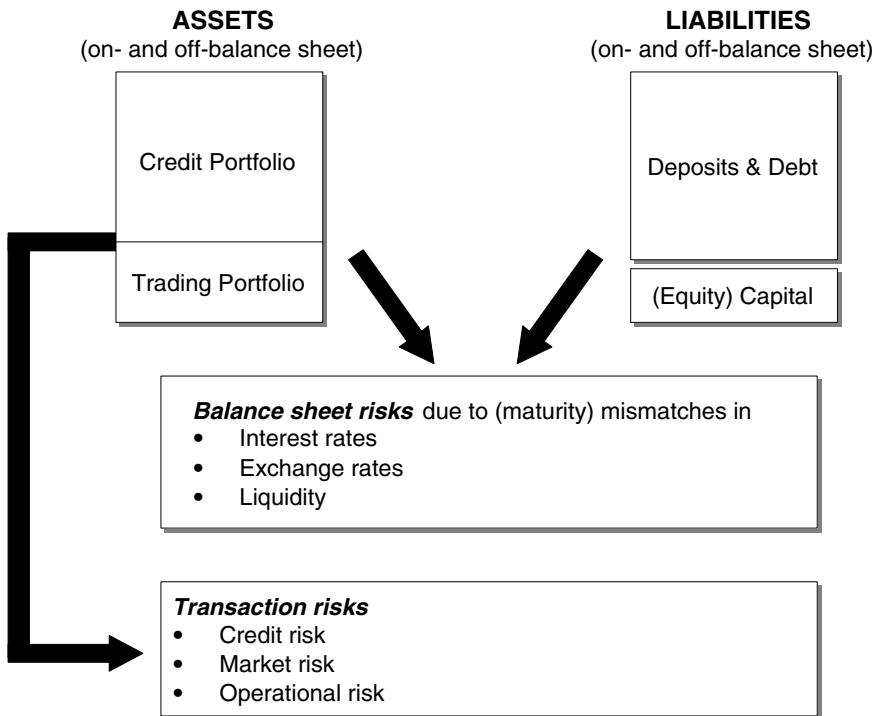 ASSETS
(on- and off-balance sheet)
Credit Portfolio
Trading Portfolio
LIABILITIES
(on- and off-balance sheet)
Deposits & Debt
(Equity) Capital
Balance sheet risks due to (maturity) mismatches in
• Interest rates
• Exchange rates
• Liquidity
Transaction risks
• Credit risk
• Market risk
• Operational risk